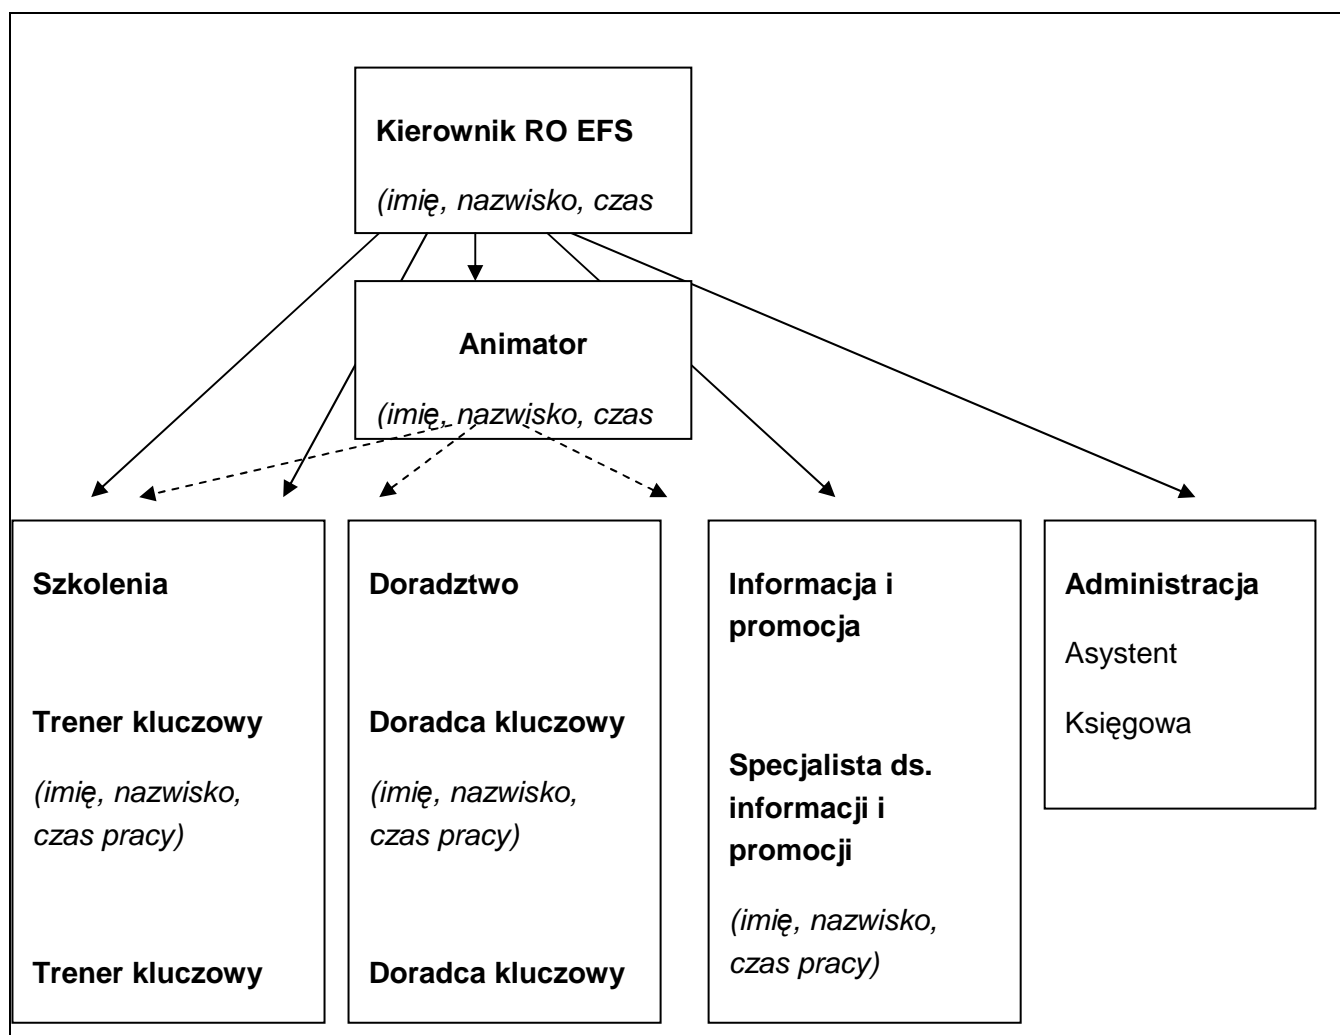 Kierownik RO EFS
(imię, nazwisko, czas
Animator
(imię, nazwisko, czas
Szkolenia
Trener kluczowy
(imię, nazwisko,
czas pracy)
Trener kluczowy
Doradztwo
Doradca kluczowy
(imię, nazwisko,
czas pracy)
Doradca kluczowy
Informacja i
promocja
Specjalista ds.
informacji i
promocji
(imię, nazwisko,
czas pracy)
Administracja
Asystent
Księgowa